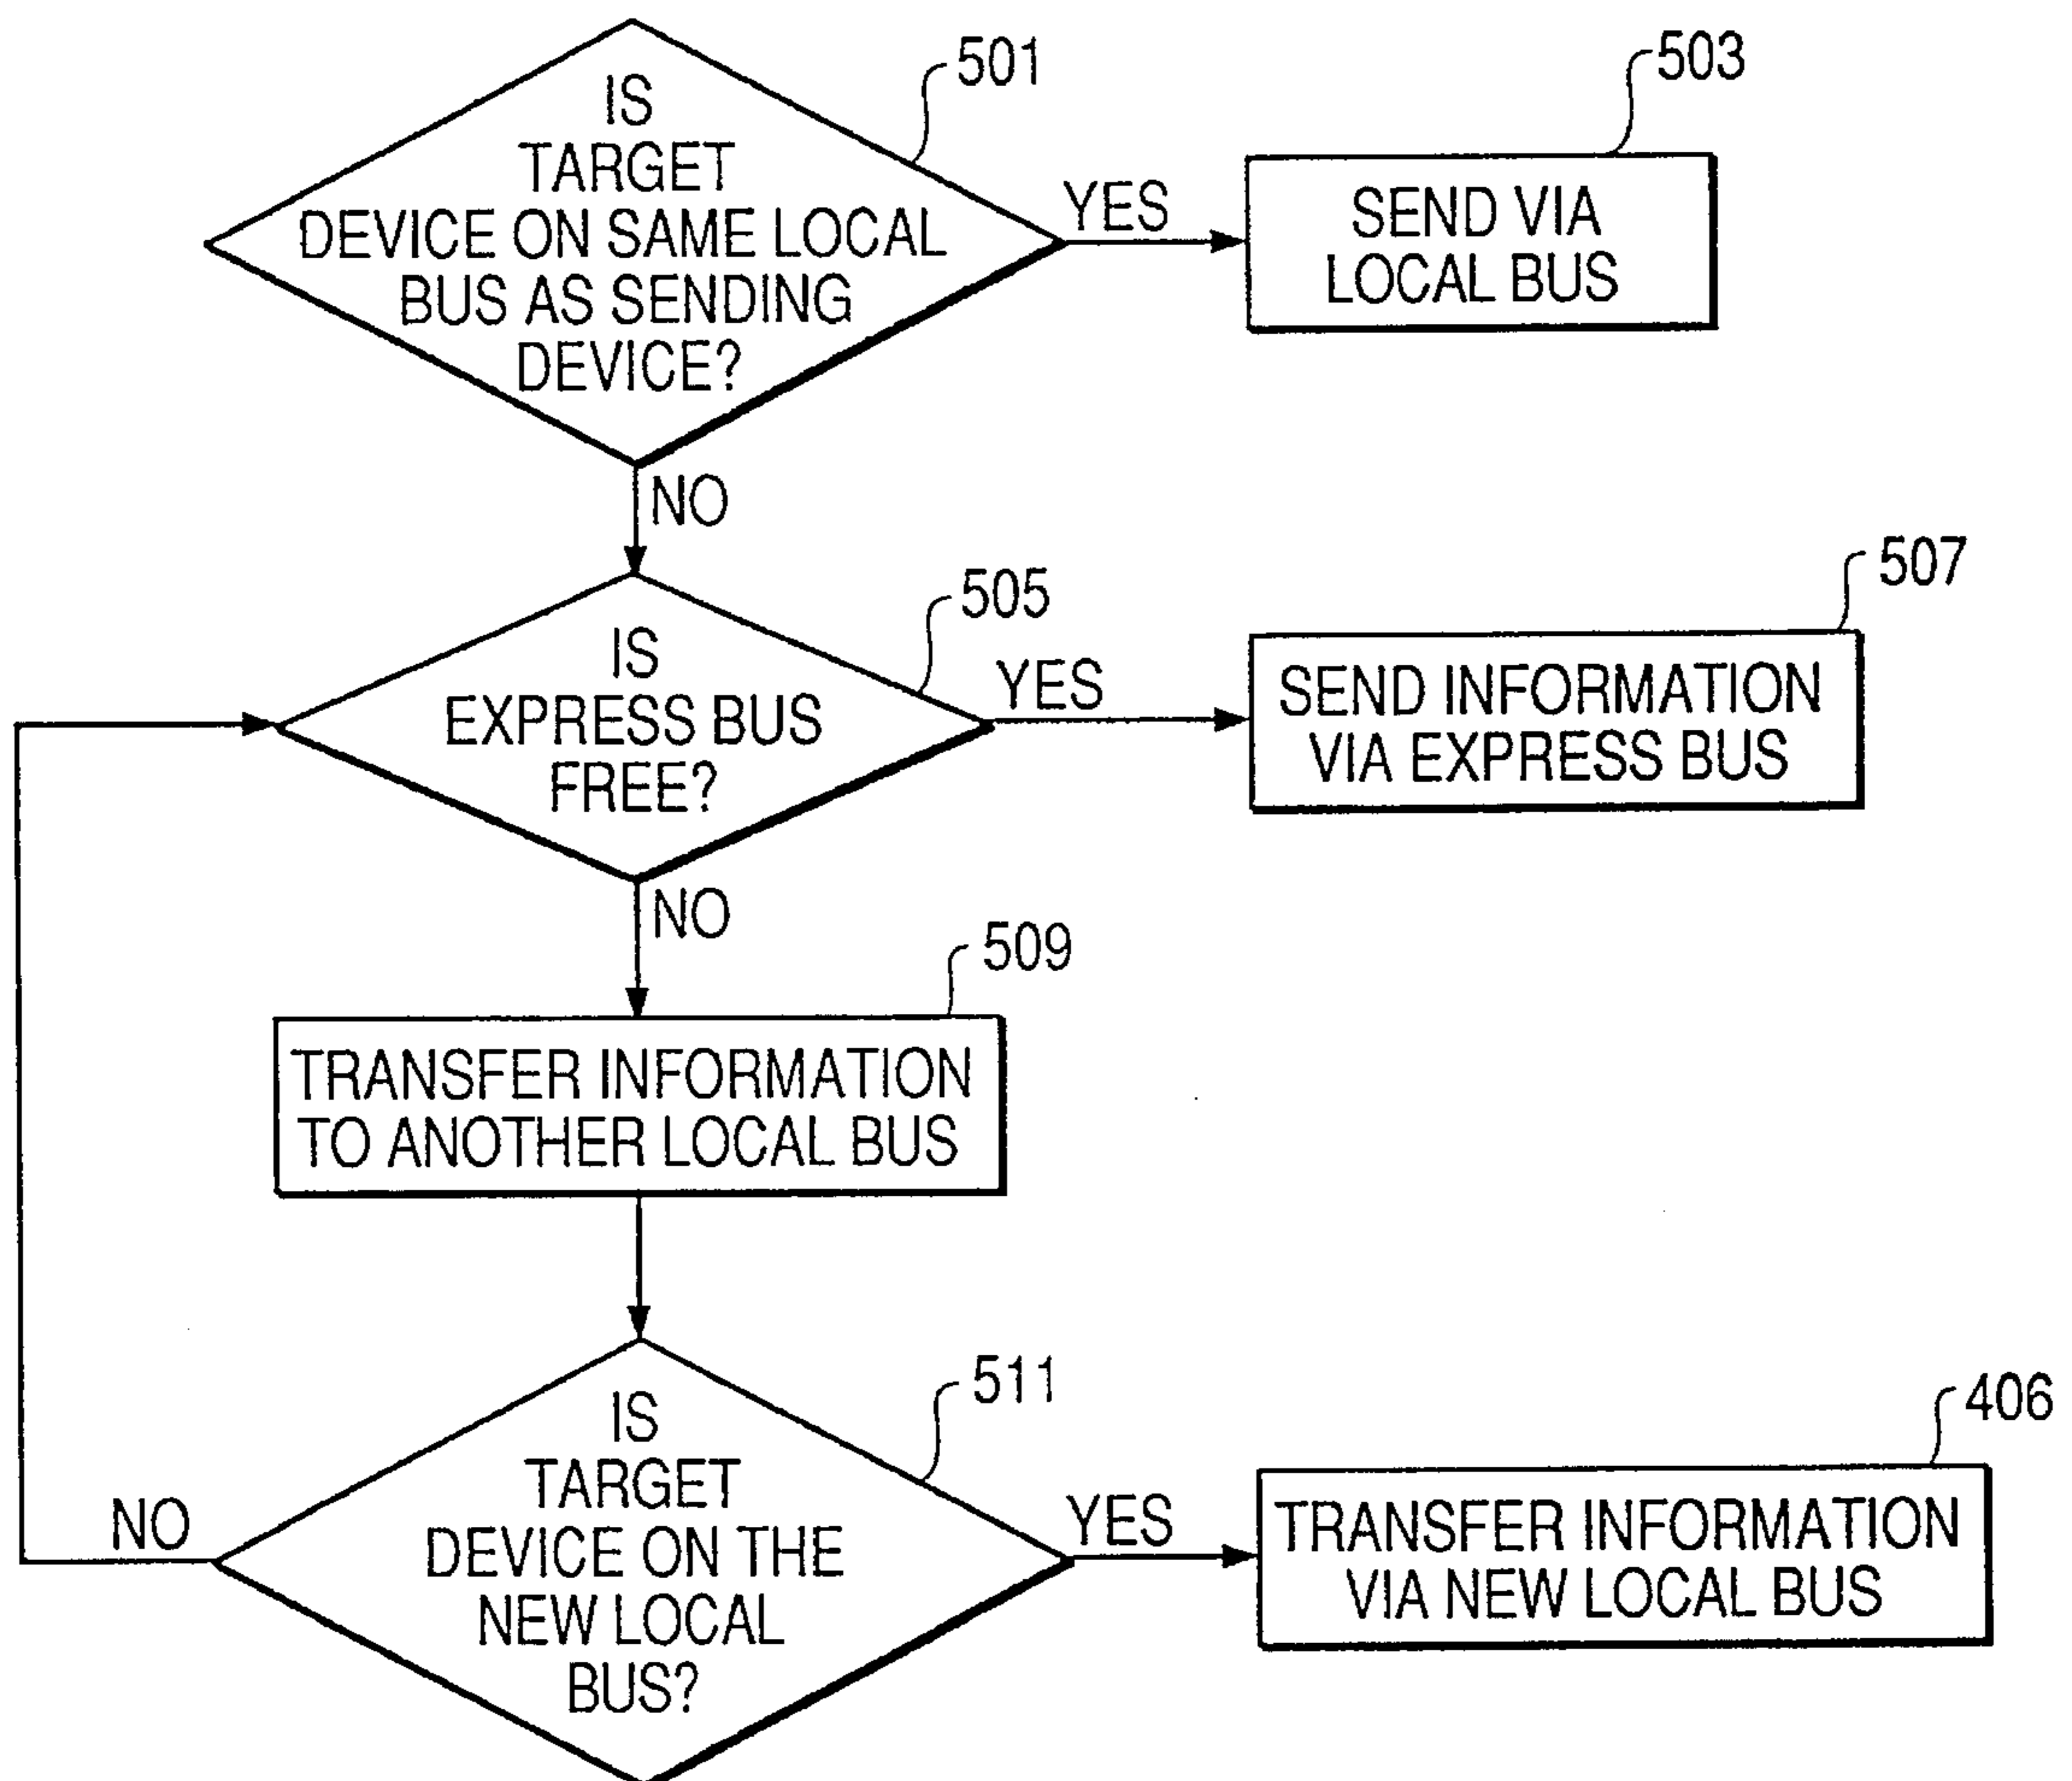 501
IS
TARGET
DEVICE ON SAME LOCAL
BUS AS SENDING
DEVICE?
YES
503
SEND VIA
LOCAL BUS
NO
505
IS
EXPRESS BUS
FREE?
YES
507
SEND INFORMATION
VIA EXPRESS BUS
NO
509
TRANSFER INFORMATION
TO ANOTHER LOCAL BUS
511
IS
TARGET
DEVICE ON THE
NEW LOCAL
BUS?
NO
YES
406
TRANSFER INFORMATION
VIA NEW LOCAL BUS